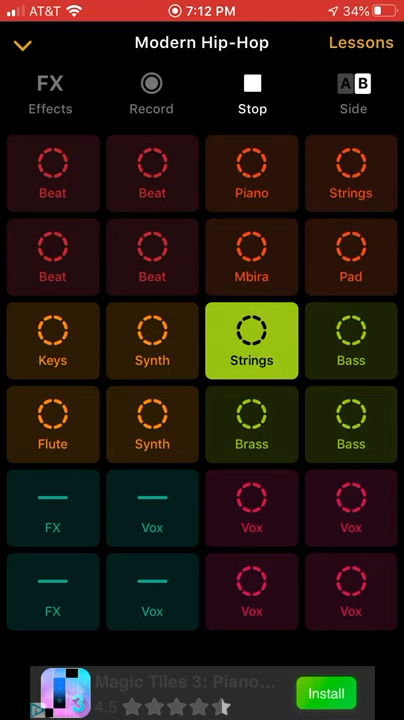 AT&T 7:12 PM 34%
Modern Hip-Hop Lessons
FX A B
Effects Record Stop Side
Beat Beat Piano Strings
Beat Beat Mbira Pad
Keys Synth Strings Bass
Flute Synth Brass Bass
FX Vox Vox Vox
FX Vox Vox Vox
Magic Tiles 3: Piano...
4.5
3
Install